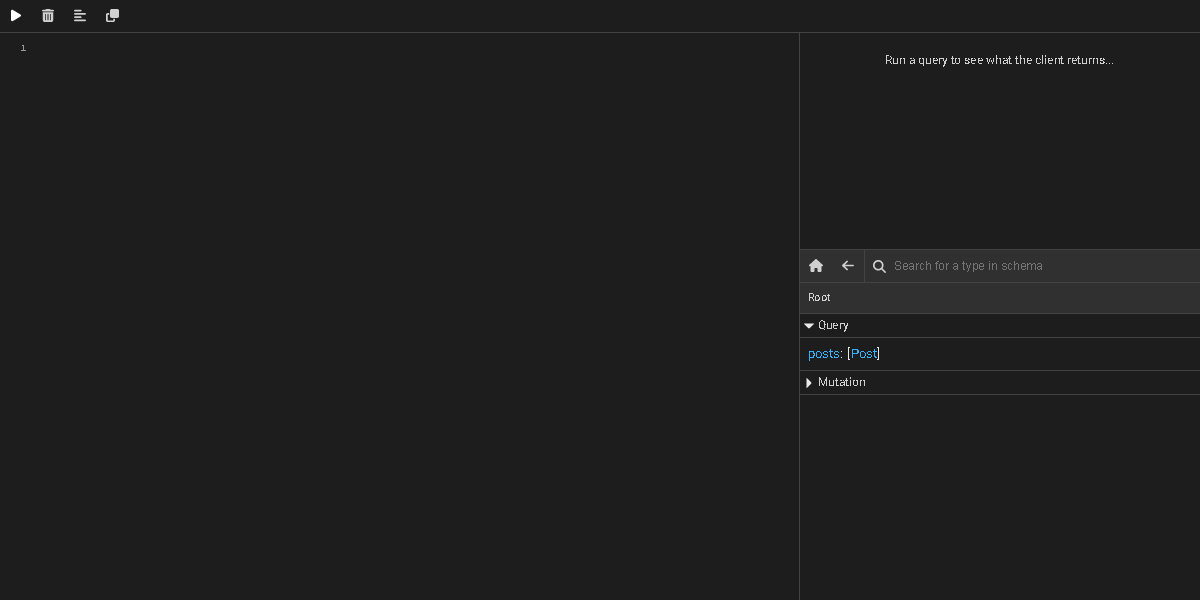 1
Run a query to see what the client returns...
Search for a type in schema
Root
Query
posts: [Post]
Mutation